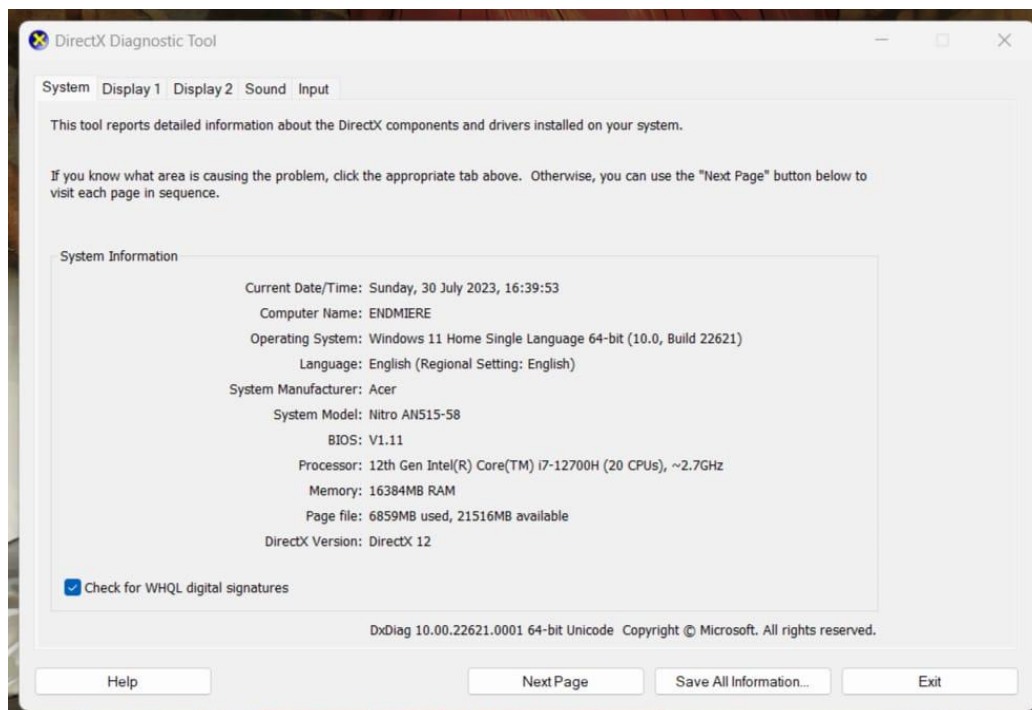 DirectX Diagnostic Tool
System Display 1 Display 2 Sound Input
This tool reports detailed information about the DirectX components and drivers installed on your system.
If you know what area is causing the problem, click the appropriate tab above.  Otherwise, you can use the "Next Page" button below to
visit each page in sequence.
System Information
Current Date/Time: Sunday, 30 July 2023, 16:39:53
Computer Name: ENDMIERE
Operating System: Windows 11 Home Single Language 64-bit (10.0, Build 22621)
Language: English (Regional Setting: English)
System Manufacturer: Acer
System Model: Nitro AN515-58
BIOS: V1.11
Processor: 12th Gen Intel(R) Core(TM) i7-12700H (20 CPUs), ~2.7GHz
Memory: 16384MB RAM
Page file: 6859MB used, 21516MB available
DirectX Version: DirectX 12
Check for WHQL digital signatures
DxDiag 10.00.22621.0001 64-bit Unicode  Copyright © Microsoft. All rights reserved.
Help Next Page Save All Information... Exit